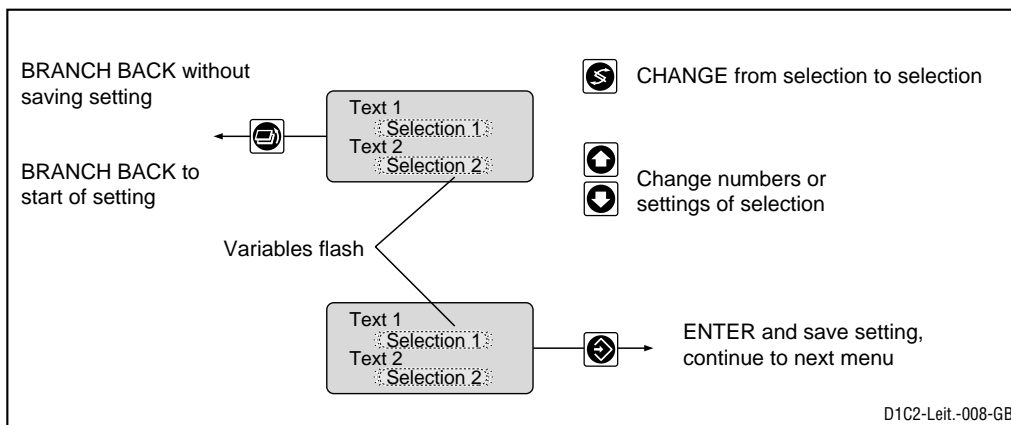 BRANCH BACK without
saving setting
BRANCH BACK to
start of setting
Text 1
Selection 1
Text 2
Selection 2
CHANGE from selection to selection
Change numbers or
settings of selection
Variables flash
Text 1
Selection 1
Text 2
Selection 2
ENTER and save setting,
continue to next menu
D1C2-Leit.-008-GB